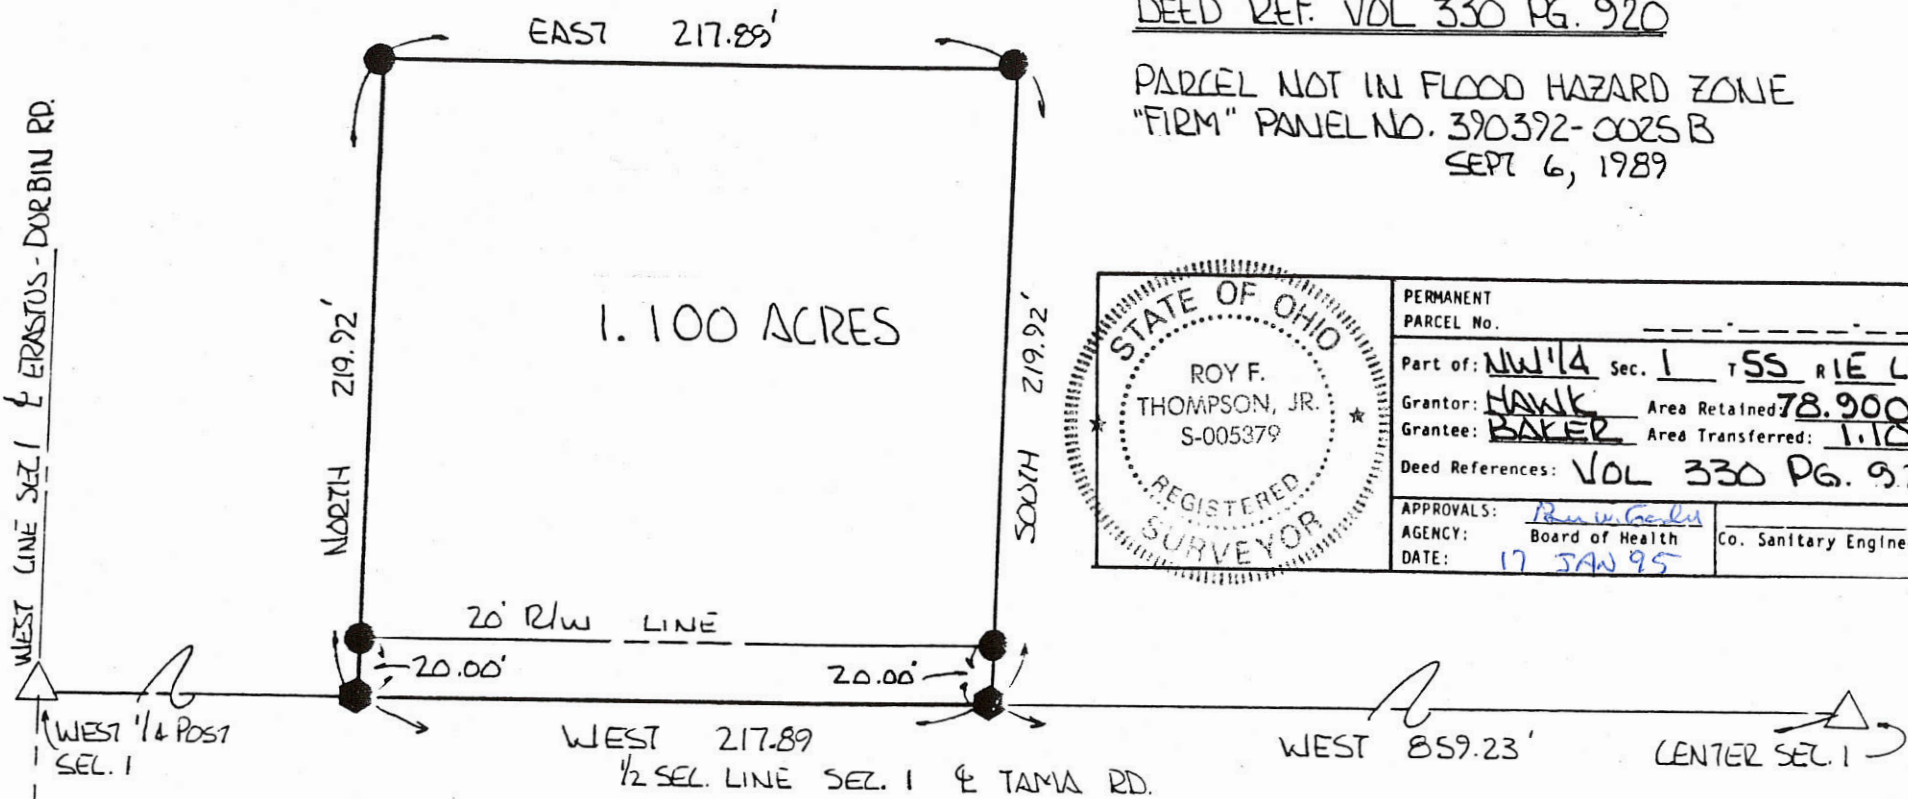 DEED REF. VOL 330 PG. 920
EAST 217.89'
PARCEL NOT IN FLOOD HAZARD ZONE
"FIRM" PANEL NO. 390392-0025 B
SEPT 6, 1989
WEST LINE SEC. 1 ℄ ERASTUS-DURBIN RD.
NORTH 219.92'
1.100 ACRES
SOUTH 219.92'
STATE OF OHIO
ROY F.
THOMPSON, JR.
S-005379
REGISTERED
SURVEYOR
PERMANENT
PARCEL No.
Part of: NW 1/4 Sec. 1 T 5S R 1E L
Grantor: HAWK Area Retained: 78.900
Grantee: BAKER Area Transferred: 1.10
Deed References: VOL 330 PG. 92
APPROVALS:
AGENCY: Board of Health Co. Sanitary Engine
DATE: 17 JAN 95
20' R/W LINE
20.00' 20.00'
WEST 1/4 POST
SEC. 1
WEST 217.89
1/2 SEC. LINE SEC. 1 ℄ TAMA RD.
WEST 859.23'
CENTER SEC. 1